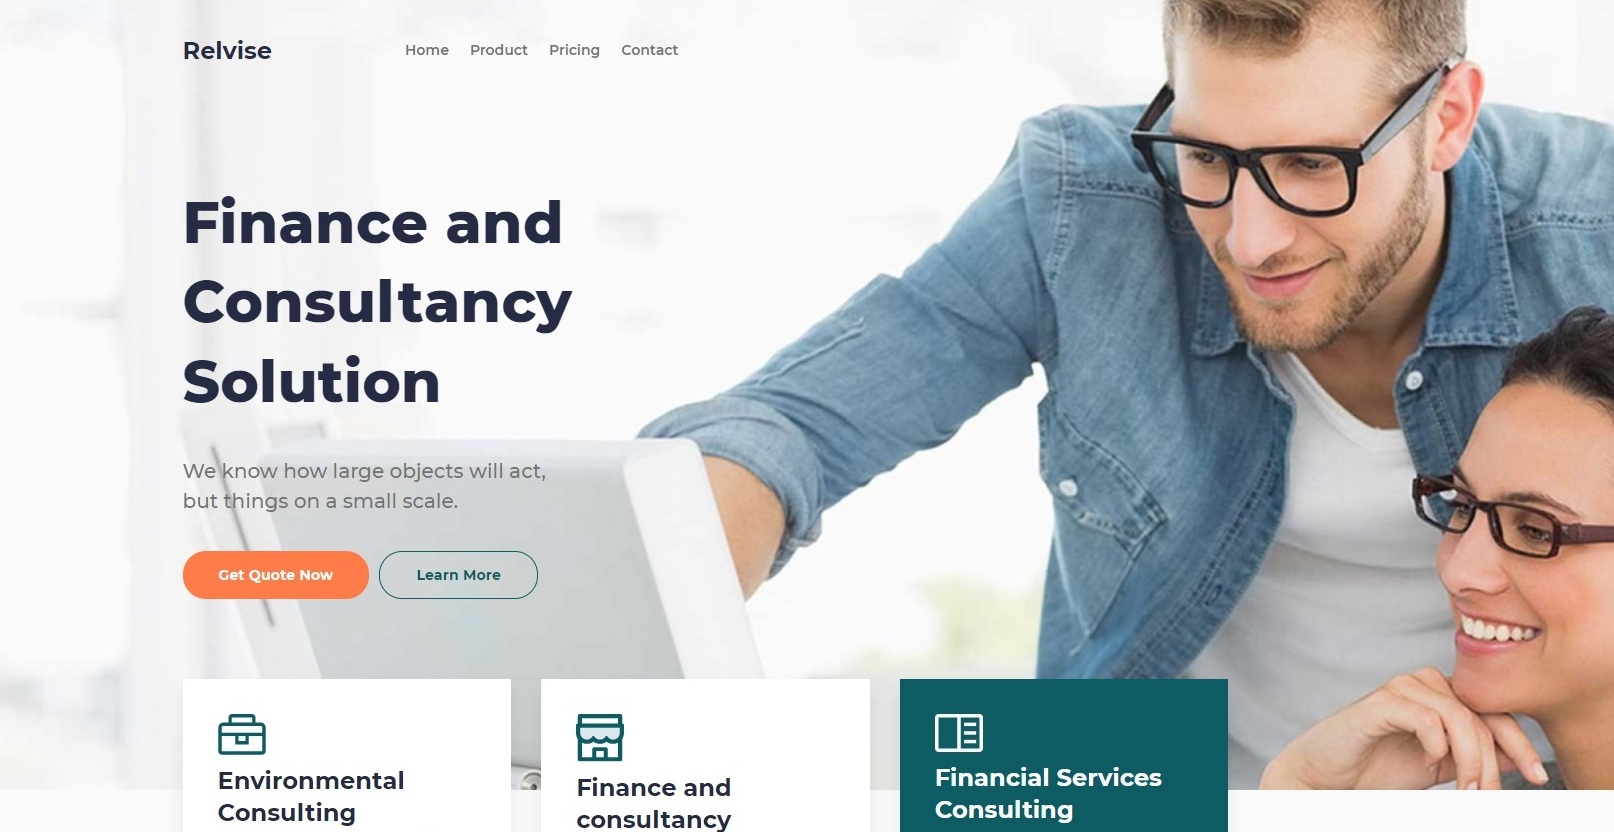 Relvise
Home Product Pricing Contact
Finance and
Consultancy
Solution
We know how large objects will act,
but things on a small scale.
Get Quote Now Learn More
Environmental
Consulting
Finance and
consultancy
Financial Services
Consulting